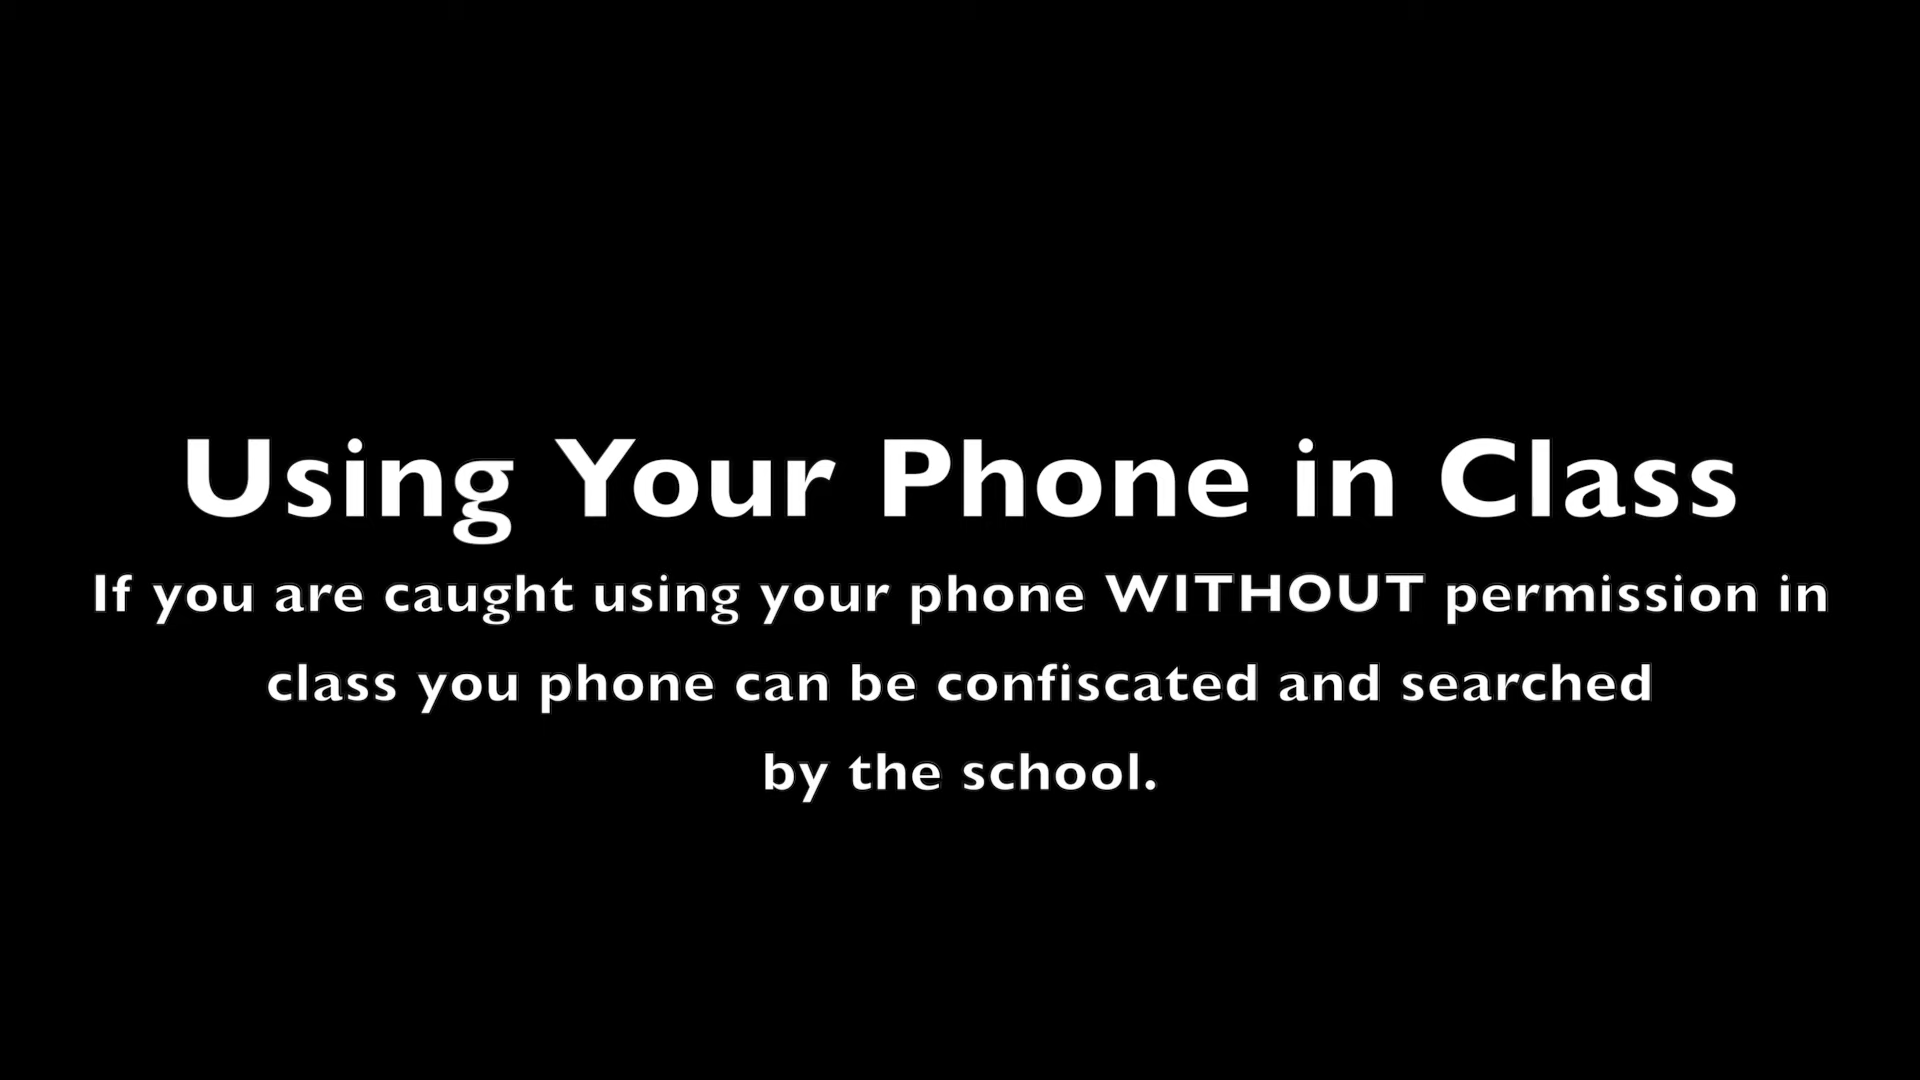 Using Your Phone in Class
If you are caught using your phone WITHOUT permission in
class you phone can be confiscated and searched
by the school.